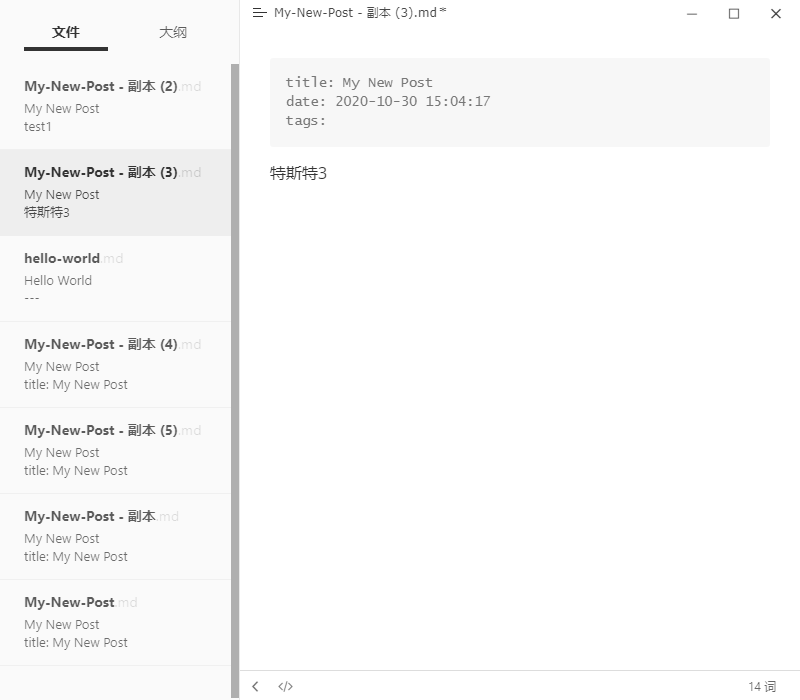 文件
大纲
My-New-Post - 副本 (2).md
My New Post
test1
My-New-Post - 副本 (3).md
My New Post
特斯特3
hello-world.md
Hello World
---
My-New-Post - 副本 (4).md
My New Post
title: My New Post
My-New-Post - 副本 (5).md
My New Post
title: My New Post
My-New-Post - 副本.md
My New Post
title: My New Post
My-New-Post.md
My New Post
title: My New Post
My-New-Post - 副本 (3).md*
title: My New Post
date: 2020-10-30 15:04:17
tags:
特斯特3
</>
14 词